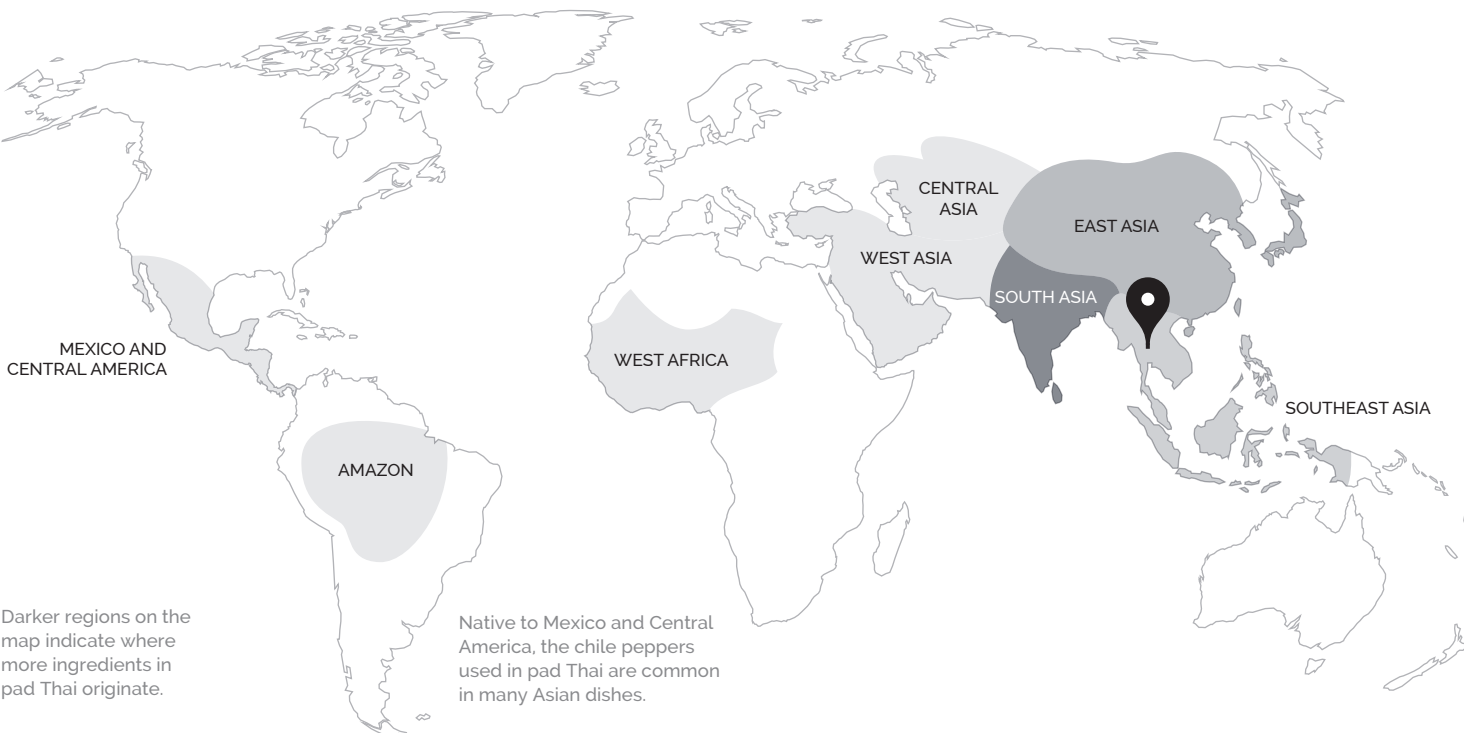 CENTRAL
ASIA
EAST ASIA
WEST ASIA
SOUTH ASIA
MEXICO AND
CENTRAL AMERICA
WEST AFRICA
SOUTHEAST ASIA
AMAZON
Darker regions on the
map indicate where
more ingredients in
pad Thai originate.
Native to Mexico and Central
America, the chile peppers
used in pad Thai are common
in many Asian dishes.